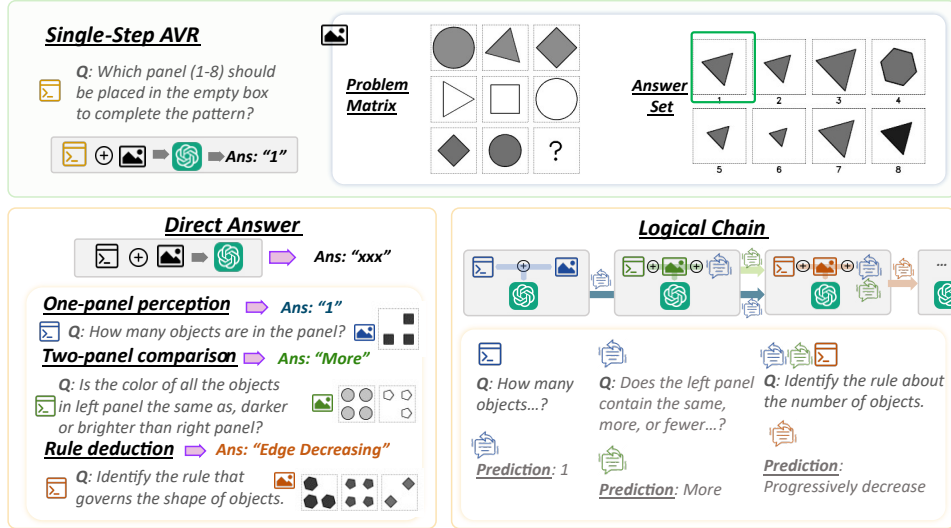 Single-Step AVR
Q: Which panel (1-8) should
be placed in the empty box
to complete the pattern?
Ans: “1”
Problem
Matrix
?
Answer
Set
1
2
3
4
5
6
7
8
Direct Answer
Ans: “xxx”
One-panel perception
Ans: “1”
Q: How many objects are in the panel?
Two-panel comparison
Ans: “More”
Q: Is the color of all the objects
in left panel the same as, darker
or brighter than right panel?
Rule deduction
Ans: “Edge Decreasing”
Q: Identify the rule that
governs the shape of objects.
Logical Chain
...
Q: How many
objects…?
Prediction: 1
Q: Does the left panel
contain the same,
more, or fewer…?
Prediction: More
Q: Identify the rule about
the number of objects.
Prediction:
Progressively decrease